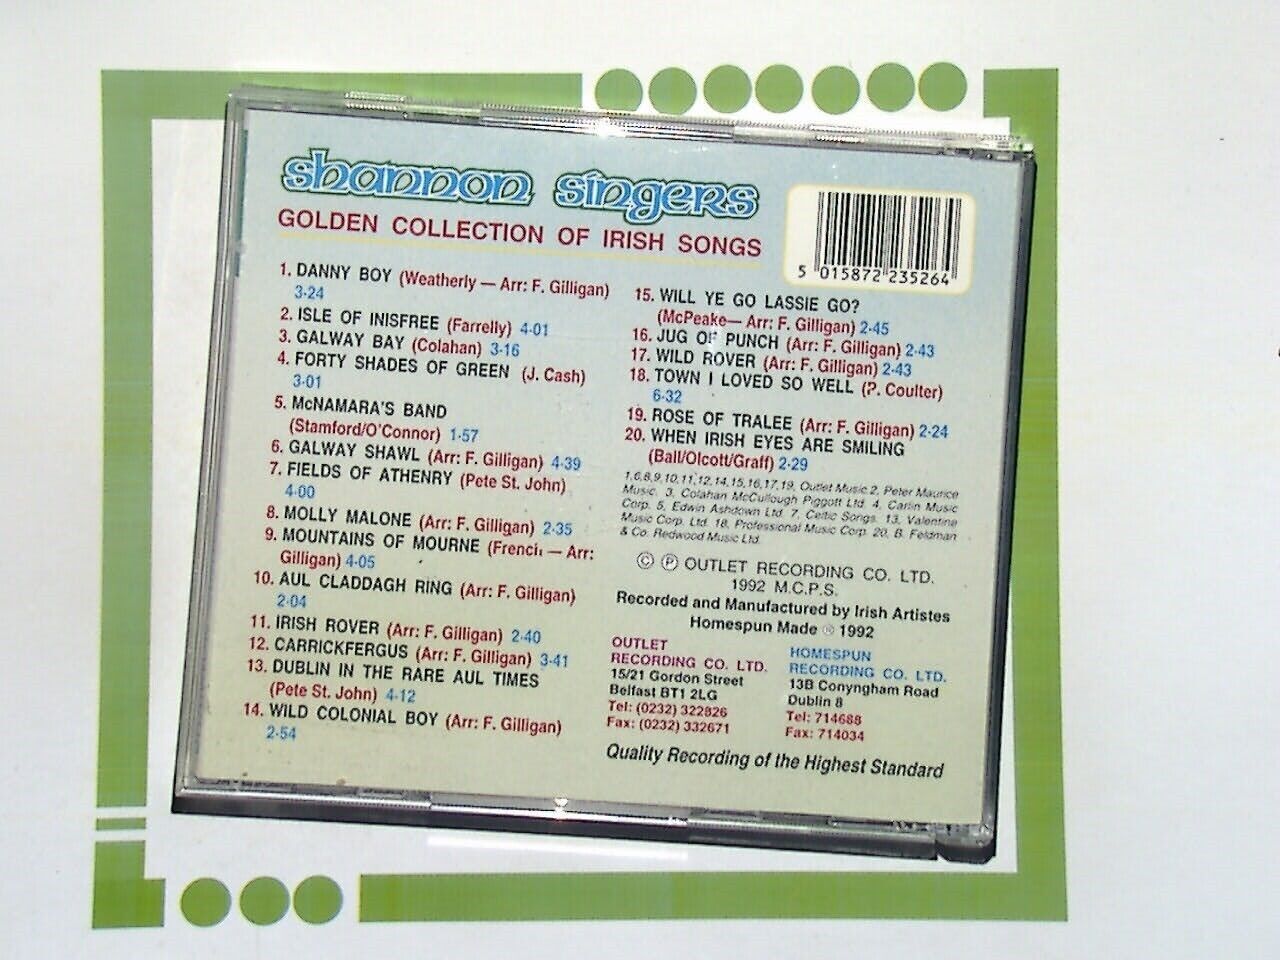 shannon singers
GOLDEN COLLECTION OF IRISH SONGS
5 015872 235264
1. DANNY BOY (Weatherly — Arr: F. Gilligan)
3·24
2. ISLE OF INISFREE (Farrelly) 4·01
3. GALWAY BAY (Colahan) 3·16
4. FORTY SHADES OF GREEN (J. Cash)
3·01
5. McNAMARA'S BAND
(Stamford/O'Connor) 1·57
6. GALWAY SHAWL (Arr: F. Gilligan) 4·39
7. FIELDS OF ATHENRY (Pete St. John)
4·00
8. MOLLY MALONE (Arr: F. Gilligan) 2·35
9. MOUNTAINS OF MOURNE (French — Arr:
Gilligan) 4·05
10. AUL CLADDAGH RING (Arr: F. Gilligan)
2·04
11. IRISH ROVER (Arr: F. Gilligan) 2·40
12. CARRICKFERGUS (Arr: F. Gilligan) 3·41
13. DUBLIN IN THE RARE AUL TIMES
(Pete St. John) 4·12
14. WILD COLONIAL BOY (Arr: F. Gilligan)
2·54
15. WILL YE GO LASSIE GO?
(McPeake— Arr: F. Gilligan) 2·45
16. JUG OF PUNCH (Arr: F. Gilligan) 2·43
17. WILD ROVER (Arr: F. Gilligan) 2·43
18. TOWN I LOVED SO WELL (P. Coulter)
6·32
19. ROSE OF TRALEE (Arr: F. Gilligan) 2·24
20. WHEN IRISH EYES ARE SMILING
(Ball/Olcott/Graff) 2·29
1,6,8,9,10,11,12,14,15,16,17,19, Outlet Music 2, Peter Maurice
Music. 3, Colahan McCullough Piggott Ltd. 4, Carlin Music
Corp. 5, Edwin Ashdown Ltd. 7, Celtic Songs. 13, Valentine
Music Corp. Ltd. 18, Professional Music Corp. 20, B. Feldman
& Co. Redwood Music Ltd.
© ℗ OUTLET RECORDING CO. LTD.
1992 M.C.P.S.
Recorded and Manufactured by Irish Artistes
Homespun Made ® 1992
OUTLET
RECORDING CO. LTD.
15/21 Gordon Street
Belfast BT1 2LG
Tel: (0232) 322826
Fax: (0232) 332671
HOMESPUN
RECORDING CO. LTD.
13B Conyngham Road
Dublin 8
Tel: 714688
Fax: 714034
Quality Recording of the Highest Standard